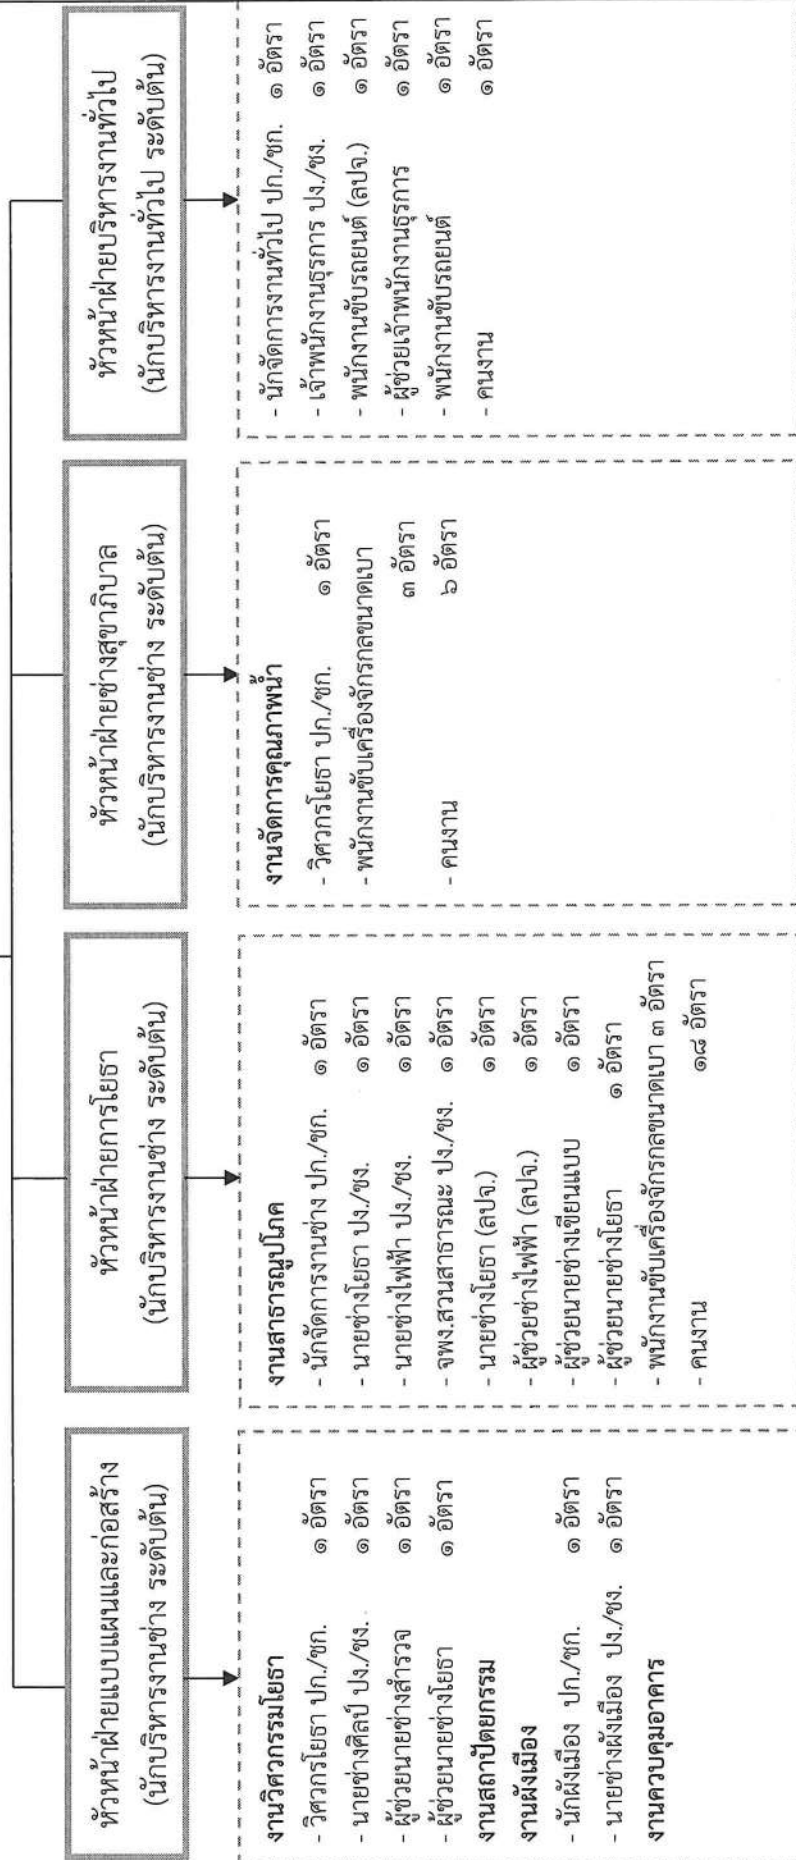 หัวหน้าฝ่ายแบบแผนและก่อสร้าง
(นักบริหารงานช่าง ระดับต้น)
งานวิศวกรรมโยธา
- วิศวกรโยธา ปก./ชก. ๑ อัตรา
- นายช่างศิลป์ ปง./ชง. ๑ อัตรา
- ผู้ช่วยนายช่างสำรวจ ๑ อัตรา
- ผู้ช่วยนายช่างโยธา ๑ อัตรา
งานสถาปัตยกรรม
งานผังเมือง
- นักผังเมือง ปก./ชก. ๑ อัตรา
- นายช่างผังเมือง ปง./ชง. ๑ อัตรา
งานควบคุมอาคาร
หัวหน้าฝ่ายการโยธา
(นักบริหารงานช่าง ระดับต้น)
งานสาธารณูปโภค
- นักจัดการงานช่าง ปก./ชก. ๑ อัตรา
- นายช่างโยธา ปง./ชง. ๑ อัตรา
- นายช่างไฟฟ้า ปง./ชง. ๑ อัตรา
- จพง.สวนสาธารณะ ปง./ชง. ๑ อัตรา
- นายช่างโยธา (ลปจ.) ๑ อัตรา
- ผู้ช่วยช่างไฟฟ้า (ลปจ.) ๑ อัตรา
- ผู้ช่วยนายช่างเขียนแบบ ๑ อัตรา
- ผู้ช่วยนายช่างโยธา ๑ อัตรา
- พนักงานขับเครื่องจักรกลขนาดเบา ๓ อัตรา
- คนงาน ๑๘ อัตรา
หัวหน้าฝ่ายช่างสุขาภิบาล
(นักบริหารงานช่าง ระดับต้น)
งานจัดการคุณภาพน้ำ
- วิศวกรโยธา ปก./ชก. ๑ อัตรา
- พนักงานขับเครื่องจักรกลขนาดเบา
๓ อัตรา
- คนงาน ๖ อัตรา
หัวหน้าฝ่ายบริหารงานทั่วไป
(นักบริหารงานทั่วไป ระดับต้น)
- นักจัดการงานทั่วไป ปก./ชก. ๑ อัตรา
- เจ้าพนักงานธุรการ ปง./ชง. ๑ อัตรา
- พนักงานขับรถยนต์ (ลปจ.) ๑ อัตรา
- ผู้ช่วยเจ้าพนักงานธุรการ ๑ อัตรา
- พนักงานขับรถยนต์ ๑ อัตรา
- คนงาน ๑ อัตรา